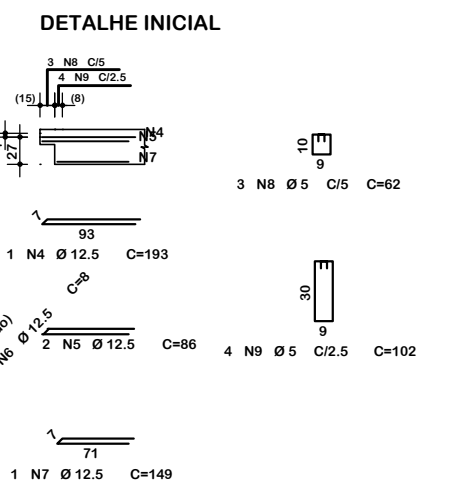 DETALHE INICIAL
3 N8 C/5
4 N9 C/2.5
(15) (8)
N4
N5
27
N7
10
9
3 N8 Ø 5 C/5 C=62
7
93
1 N4 Ø 12.5 C=193
C=8
N6 Ø 12.5
2 N5 Ø 12.5 C=86
30
9
4 N9 Ø 5 C/2.5 C=102
7
71
1 N7 Ø 12.5 C=149